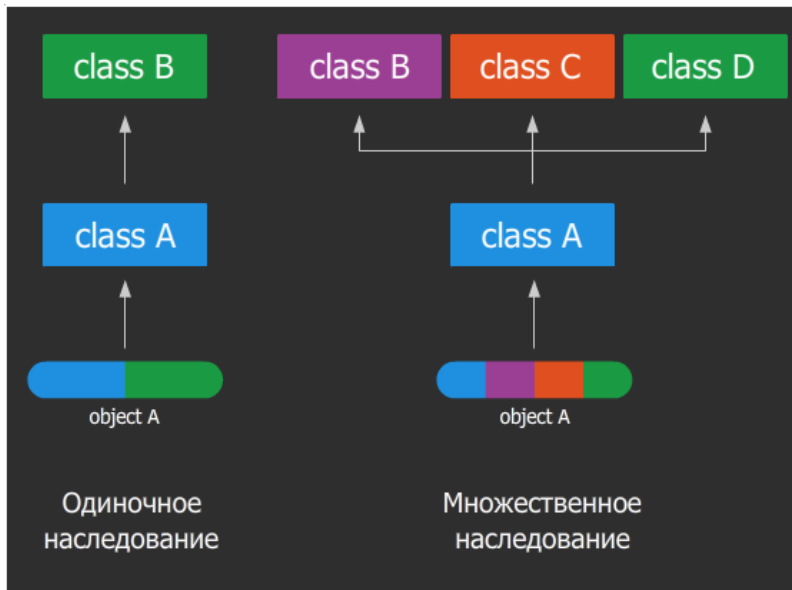 class B
class B
class C
class D
class A
class A
object A
object A
Одиночное
наследование
Множественное
наследование